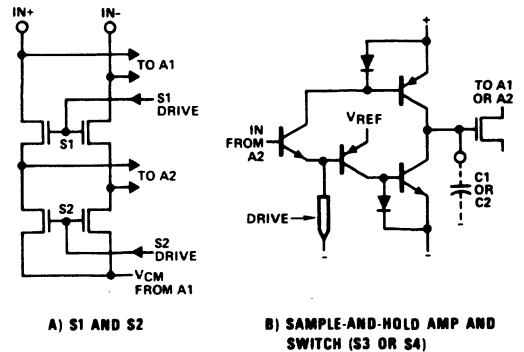 IN+ IN-
TO A1
S1
DRIVE
S1
TO A2
S2
S2
DRIVE
VCM
FROM A1
A) S1 AND S2
+
VREF
TO A1
OR A2
IN
FROM
A2
C1
OR
C2
DRIVE
- - -
B) SAMPLE-AND-HOLD AMP AND
SWITCH (S3 OR S4)